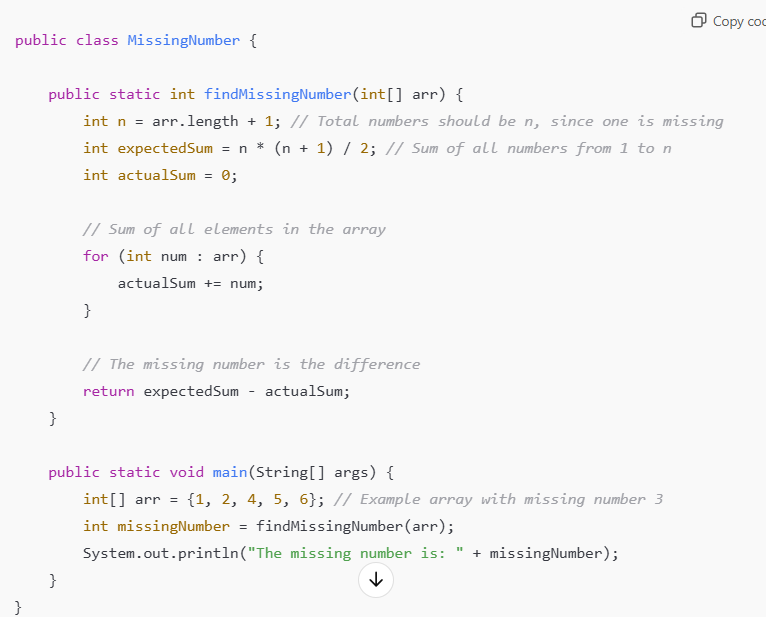 Copy
public class MissingNumber {
public static int findMissingNumber(int[] arr) {
int n = arr.length + 1; // Total numbers should be n, since one is missing
int expectedSum = n * (n + 1) / 2; // Sum of all numbers from 1 to n
int actualSum = 0;
// Sum of all elements in the array
for (int num : arr) {
actualSum += num;
}
// The missing number is the difference
return expectedSum - actualSum;
}
public static void main(String[] args) {
int[] arr = {1, 2, 4, 5, 6}; // Example array with missing number 3
int missingNumber = findMissingNumber(arr);
System.out.println("The missing number is: " + missingNumber);
}
}